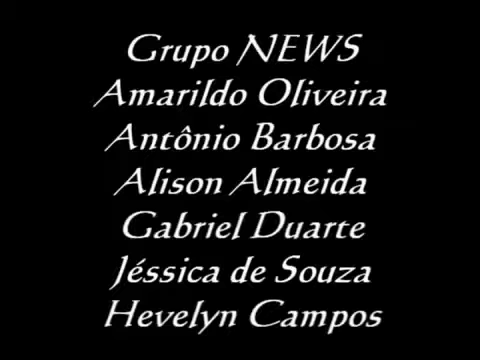 Grupo NEWS
Amarildo Oliveira
Antônio Barbosa
Alison Almeida
Gabriel Duarte
Jéssica de Souza
Hevelyn Campos